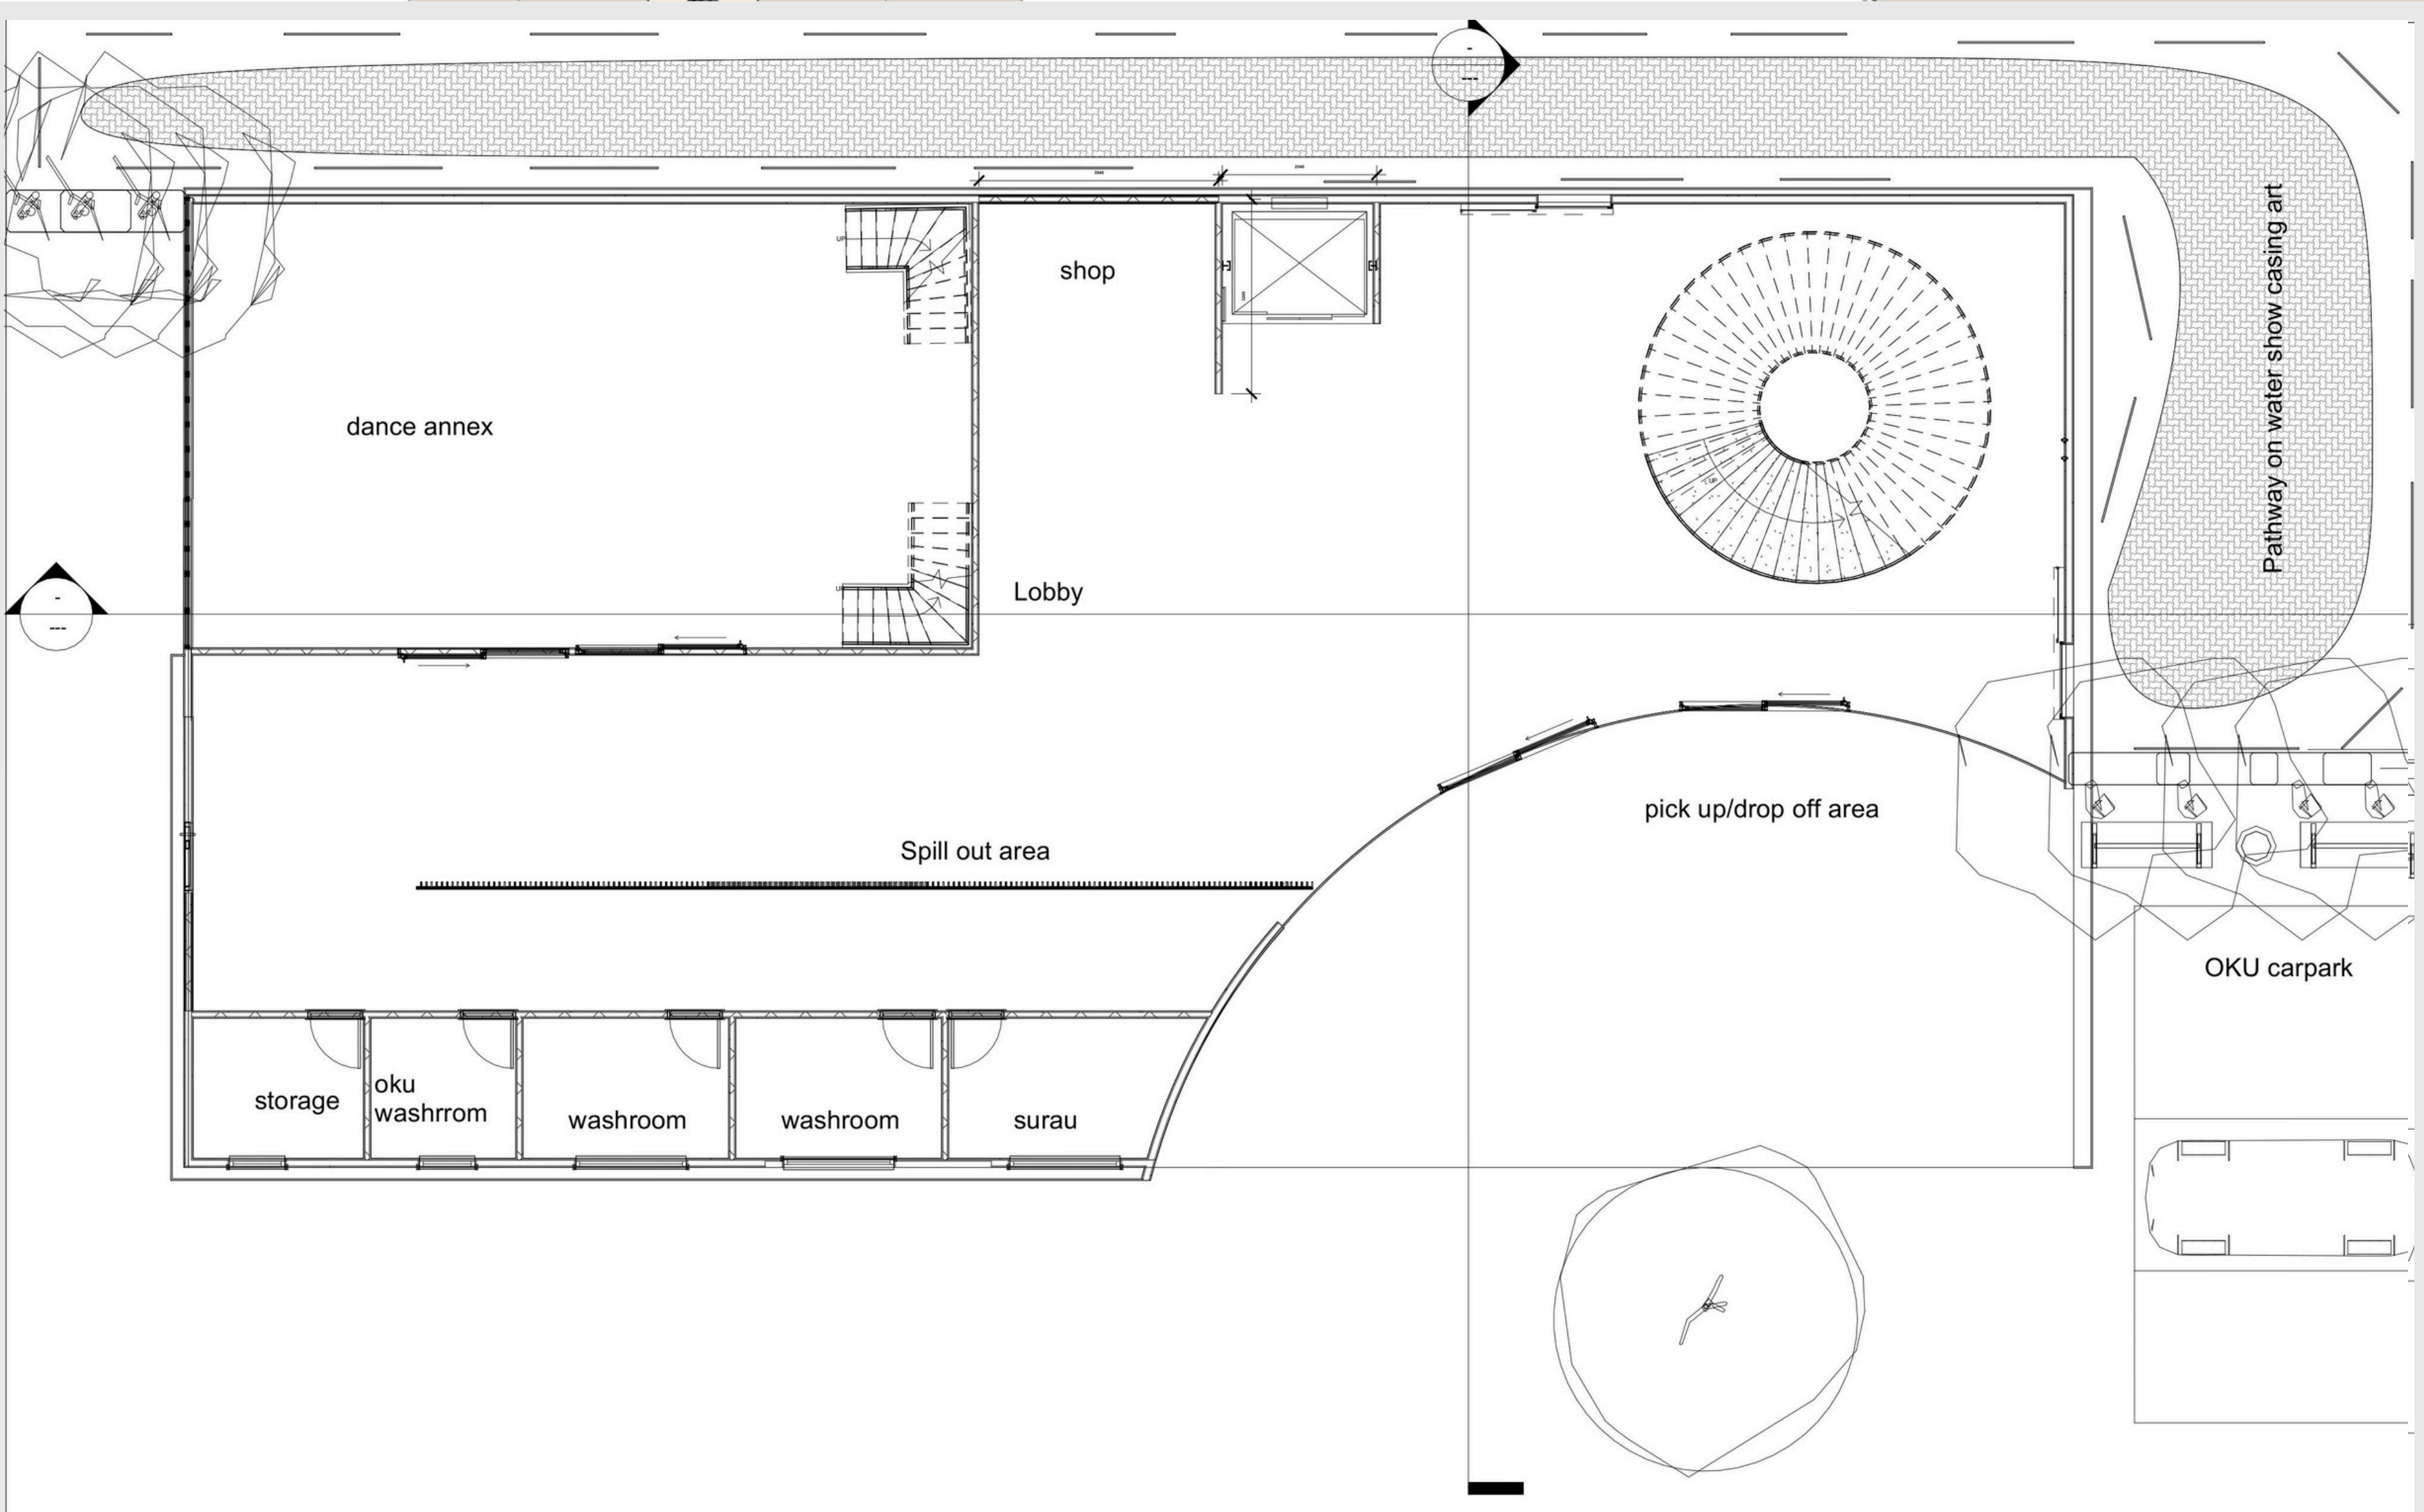 shop
Pathway on water show casing art
dance annex
Lobby
Spill out area
pick up/drop off area
OKU carpark
storage
oku
washrrom
washroom
washroom
surau
UP